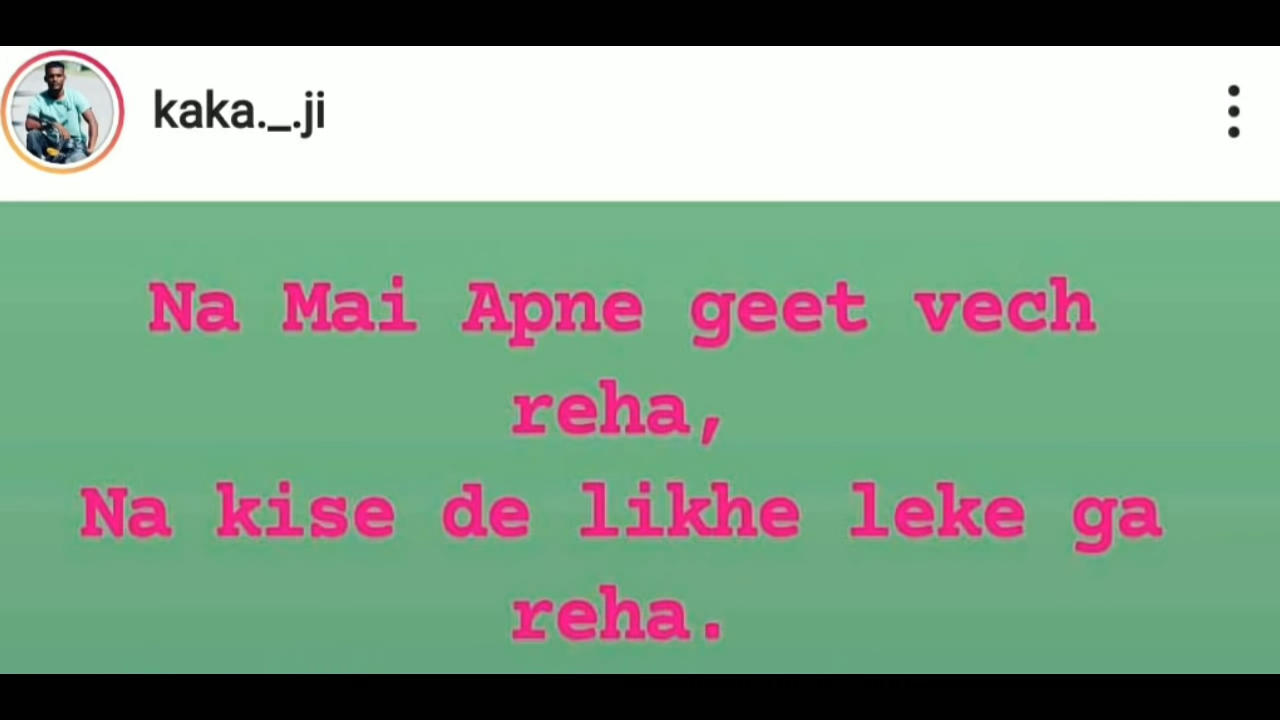 kaka._.ji
Na Mai Apne geet vech
reha,
Na kise de likhe leke ga
reha.